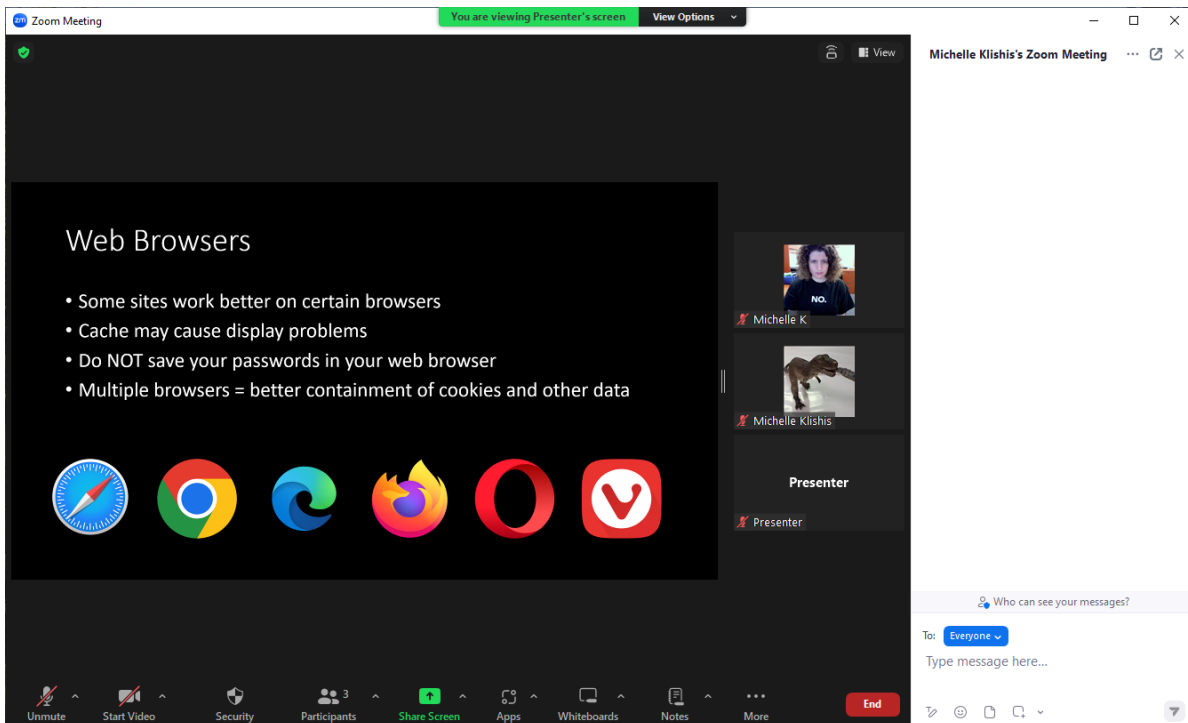 Zoom Meeting
You are viewing Presenter's screen
View Options
View
Michelle Klishis's Zoom Meeting
Web Browsers
• Some sites work better on certain browsers
• Cache may cause display problems
• Do NOT save your passwords in your web browser
• Multiple browsers = better containment of cookies and other data
NO.
Michelle K
Michelle Klishis
Presenter
Presenter
Who can see your messages?
To: Everyone
Type message here...
Unmute
Start Video
Security
3
Participants
Share Screen
Apps
Whiteboards
Notes
More
End